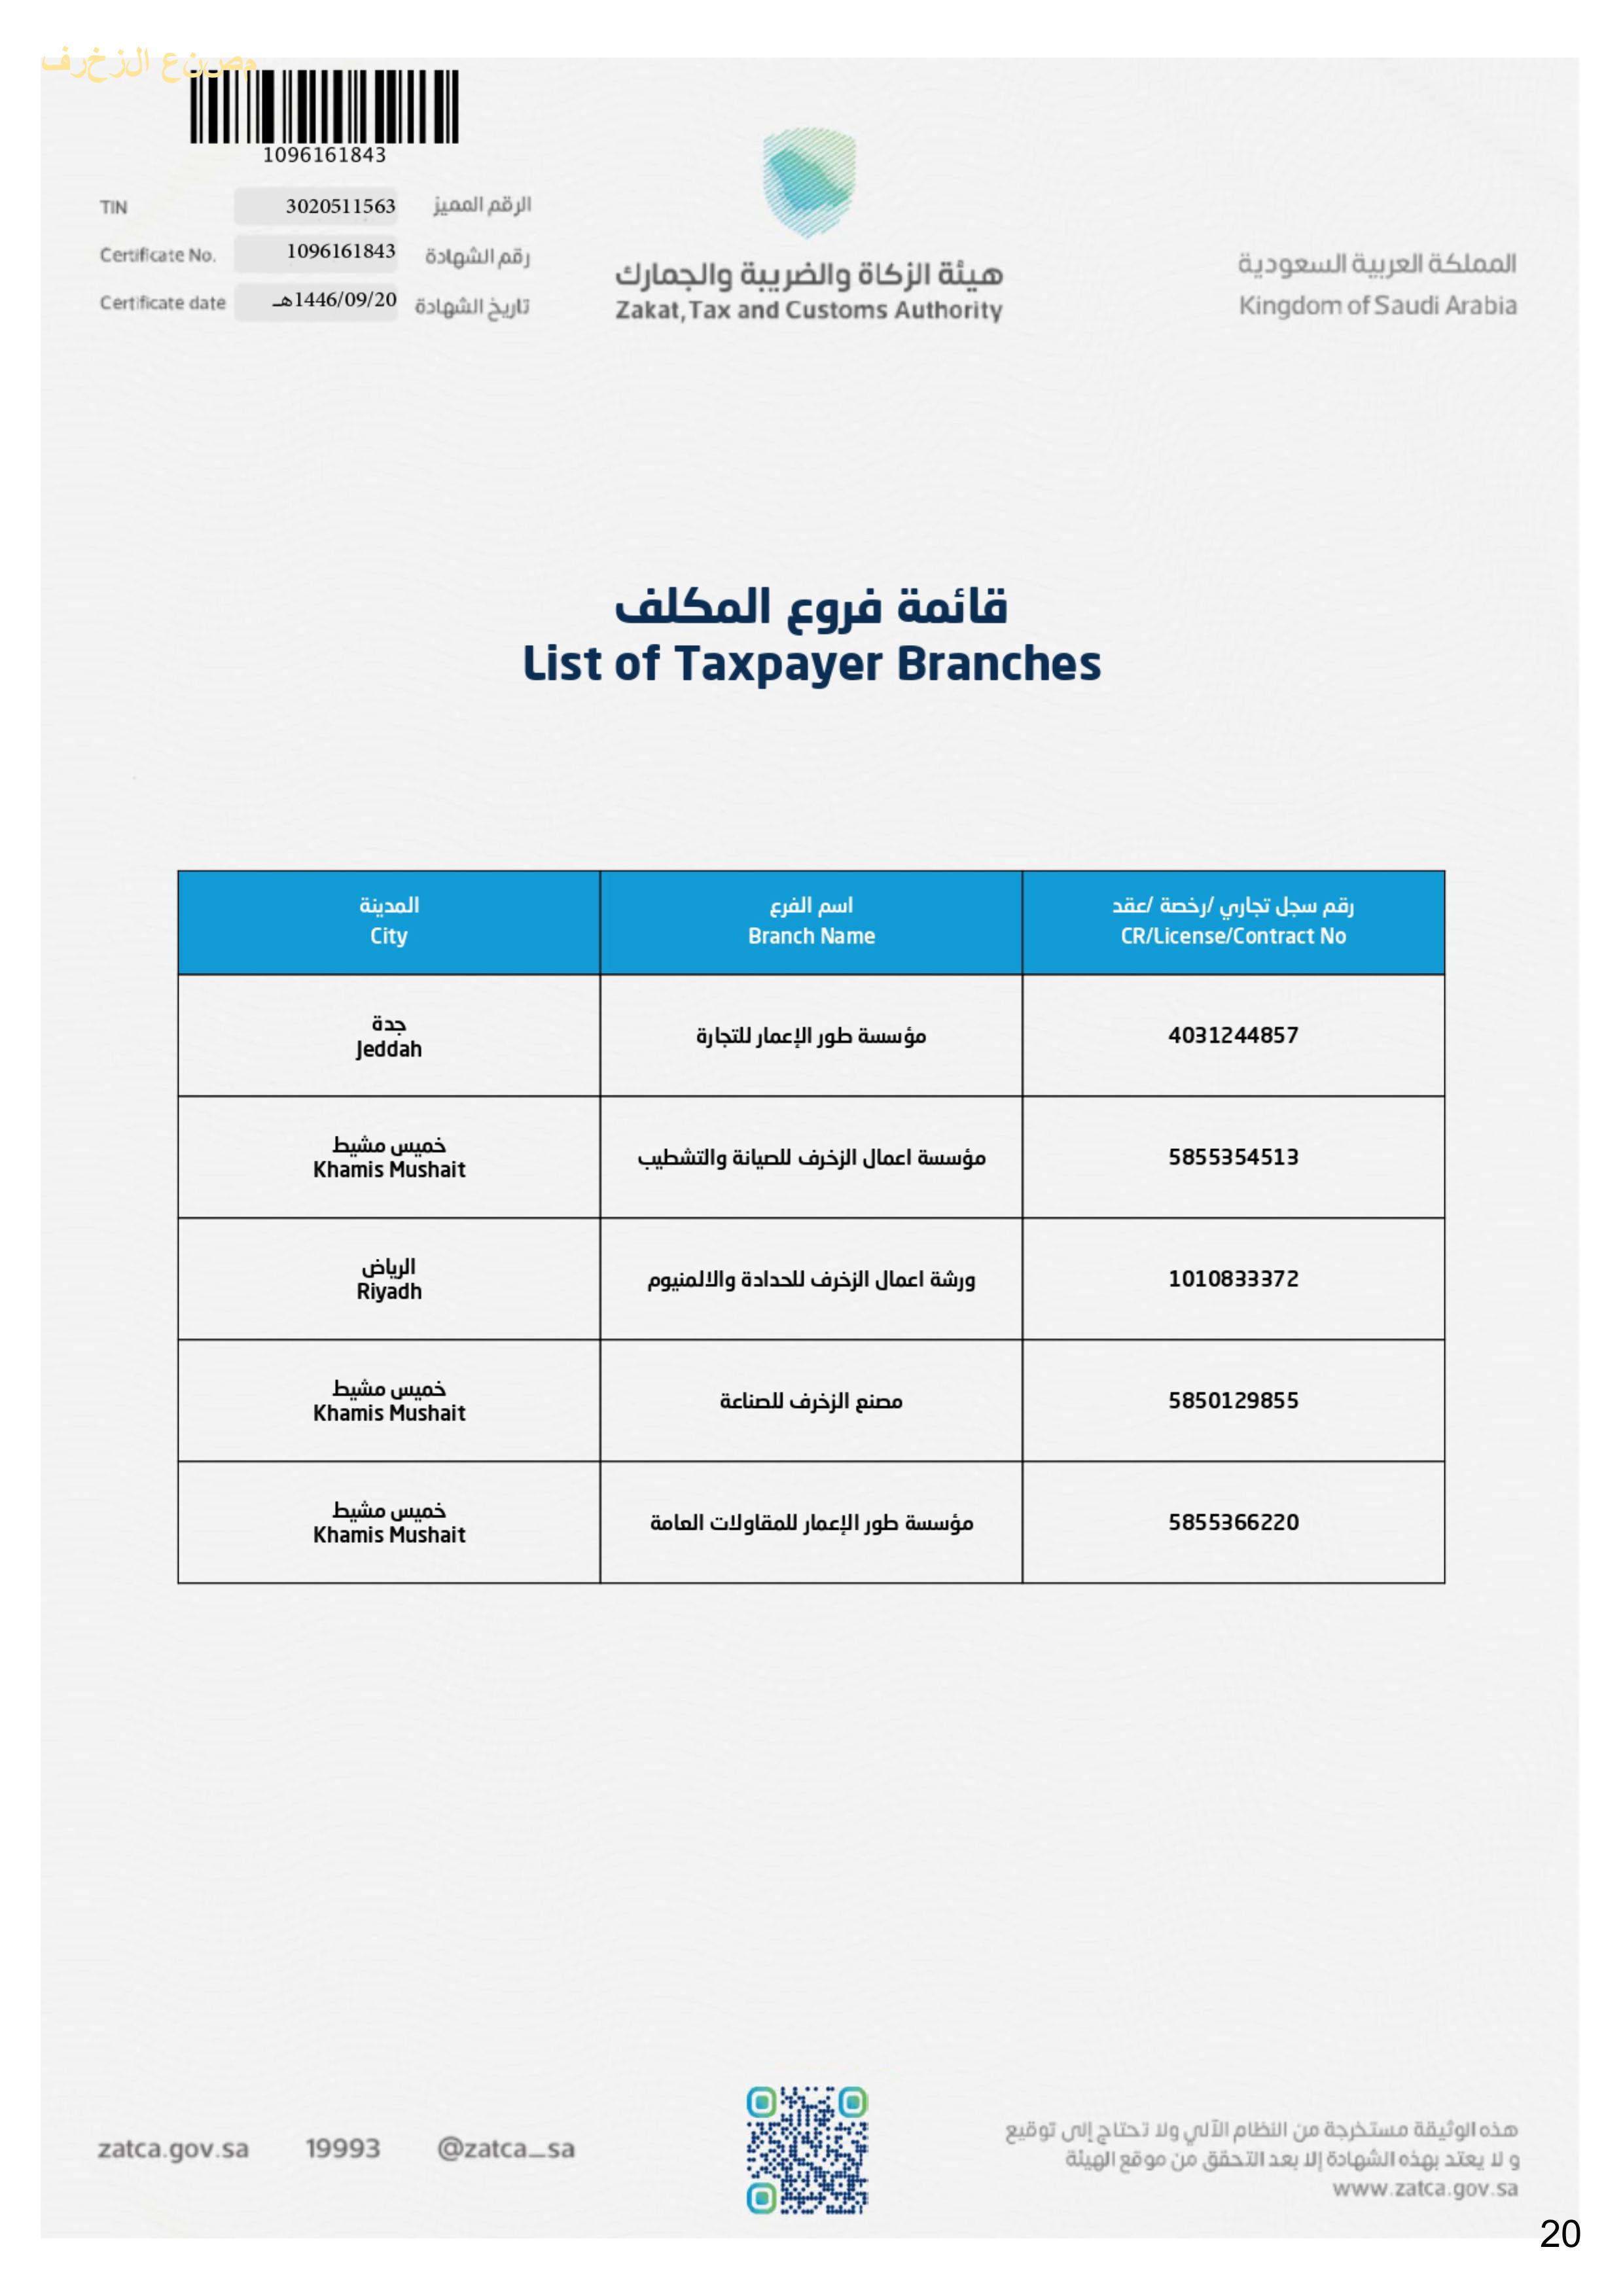 مصنع الزخرف
1096161843
TIN 3020511563 الرقم المميز
Certificate No. 1096161843 رقم الشهادة
Certificate date 1446/09/20هـ تاريخ الشهادة
هيئة الزكاة والضريبة والجمارك
Zakat, Tax and Customs Authority
المملكة العربية السعودية
Kingdom of Saudi Arabia
قائمة فروع المكلف
List of Taxpayer Branches
رقم سجل تجاري /رخصة /عقد
CR/License/Contract No
اسم الفرع
Branch Name
المدينة
City
4031244857
مؤسسة طور الإعمار للتجارة
جدة
Jeddah
5855354513
مؤسسة اعمال الزخرف للصيانة والتشطيب
خميس مشيط
Khamis Mushait
1010833372
ورشة اعمال الزخرف للحدادة والالمنيوم
الرياض
Riyadh
5850129855
مصنع الزخرف للصناعة
خميس مشيط
Khamis Mushait
5855366220
مؤسسة طور الإعمار للمقاولات العامة
خميس مشيط
Khamis Mushait
هذه الوثيقة مستخرجة من النظام الآلي ولا تحتاج إلى توقيع
و لا يعتد بهذه الشهادة إلا بعد التحقق من موقع الهيئة
www.zatca.gov.sa
zatca.gov.sa 19993 @zatca_sa
20